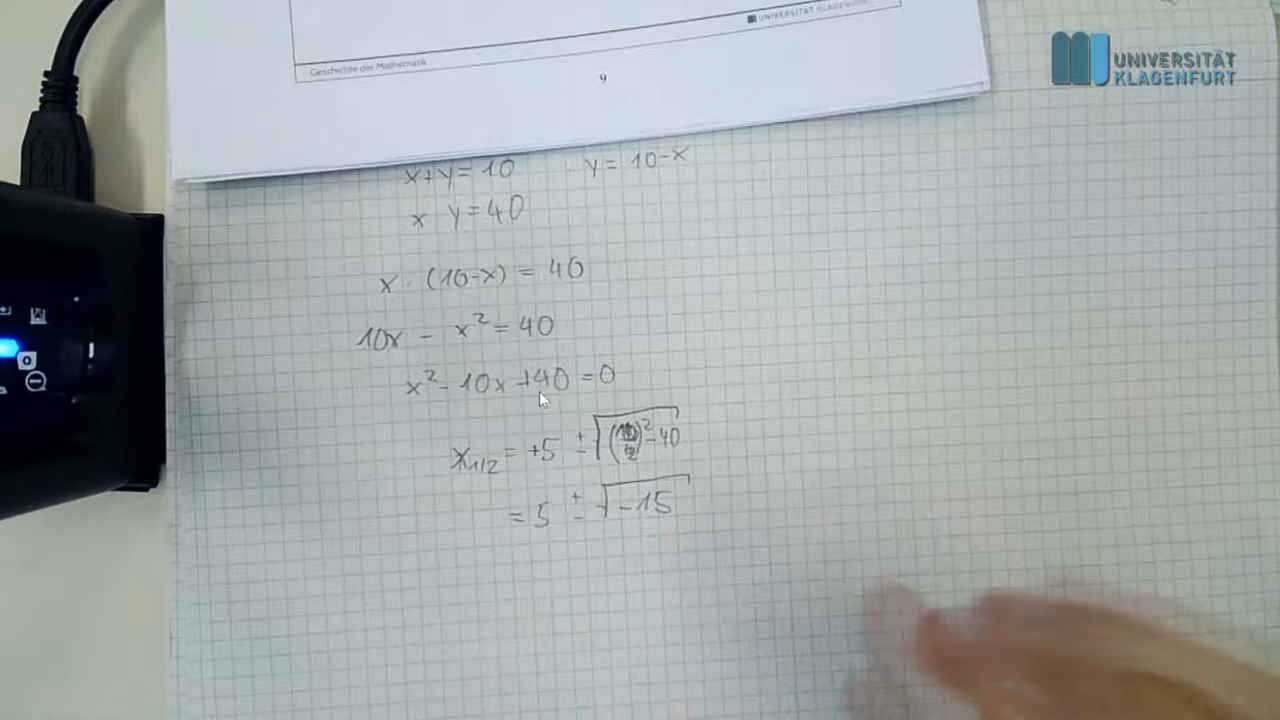 UNIVERSITÄT KLAGENFURT
Geschichte der Mathematik
9
UNIVERSITÄT
KLAGENFURT
x+y=10 y=10-x
x y=40
x · (10-x) = 40
10x - x² = 40
x² - 10x +40 =0
x₁/₂ = +5 ± √(10/2)²-40
= 5 ± √-15